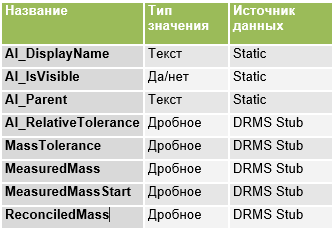 Название Тип значения Источник данных
AI_DisplayName Текст Static
AI_IsVisible Да/нет Static
AI_Parent Текст Static
AI_RelativeTolerance Дробное DRMS Stub
MassTolerance Дробное DRMS Stub
MeasuredMass Дробное DRMS Stub
MeasuredMassStart Дробное DRMS Stub
ReconciledMass Дробное DRMS Stub